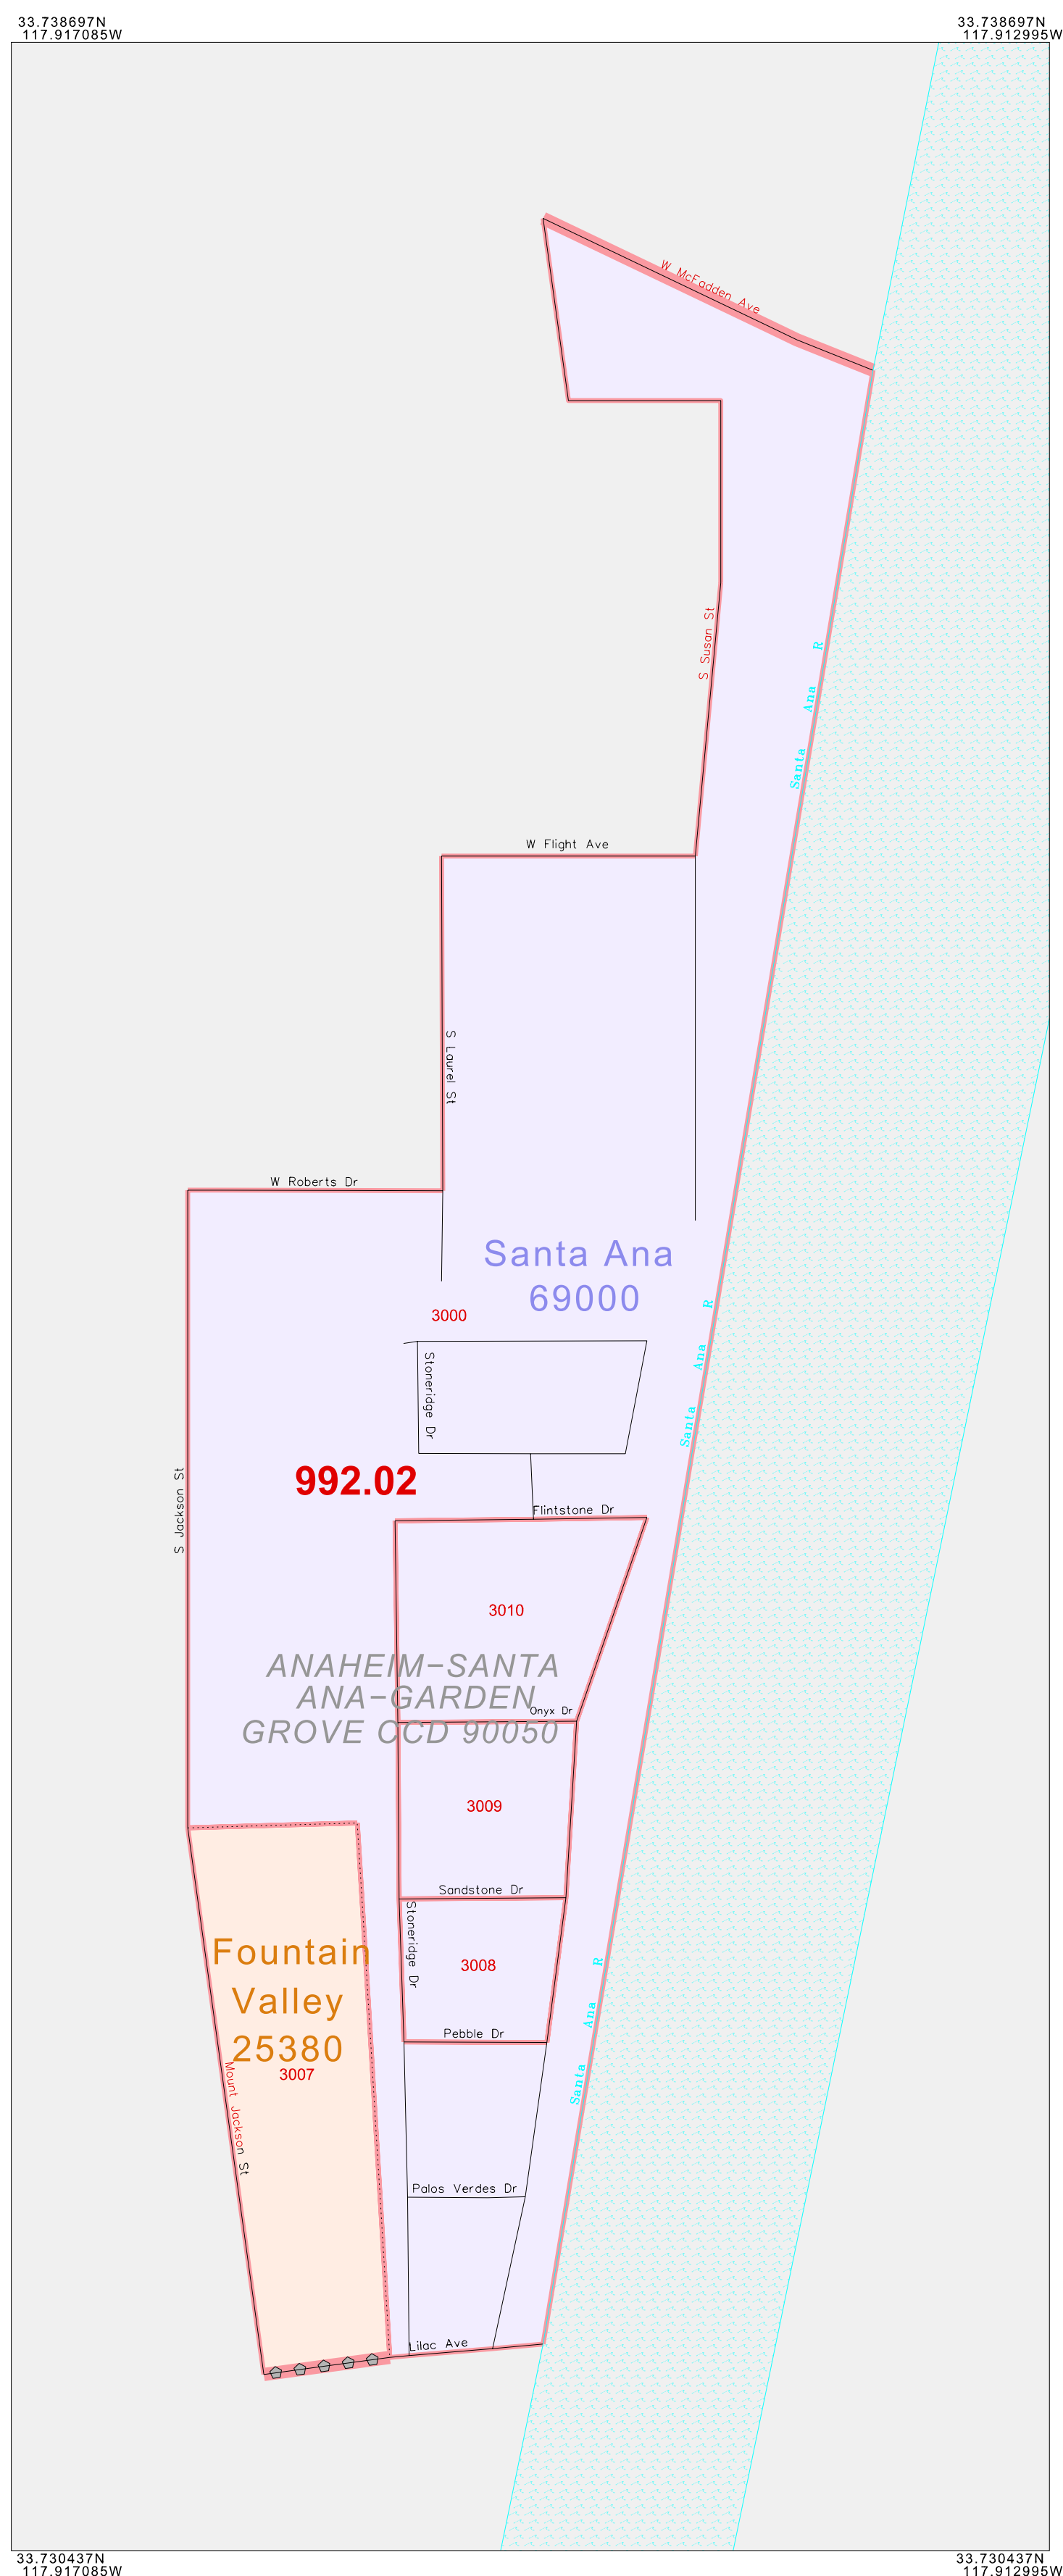 33.738697N
117.917085W
33.738697N
117.912995W
W McFadden Ave
S Susan St
Santa Ana R
W Flight Ave
S Laurel St
W Roberts Dr
Santa Ana
69000
3000
Santa Ana R
Stoneridge Dr
992.02
S Jackson St
Flintstone Dr
3010
ANAHEIM-SANTA
ANA-GARDEN
GROVE CCD 90050
Onyx Dr
3009
Sandstone Dr
Stoneridge Dr
Fountain
Valley
25380
3007
3008
Santa Ana R
Pebble Dr
Mount Jackson St
Palos Verdes Dr
Lilac Ave
33.730437N
117.917085W
33.730437N
117.912995W